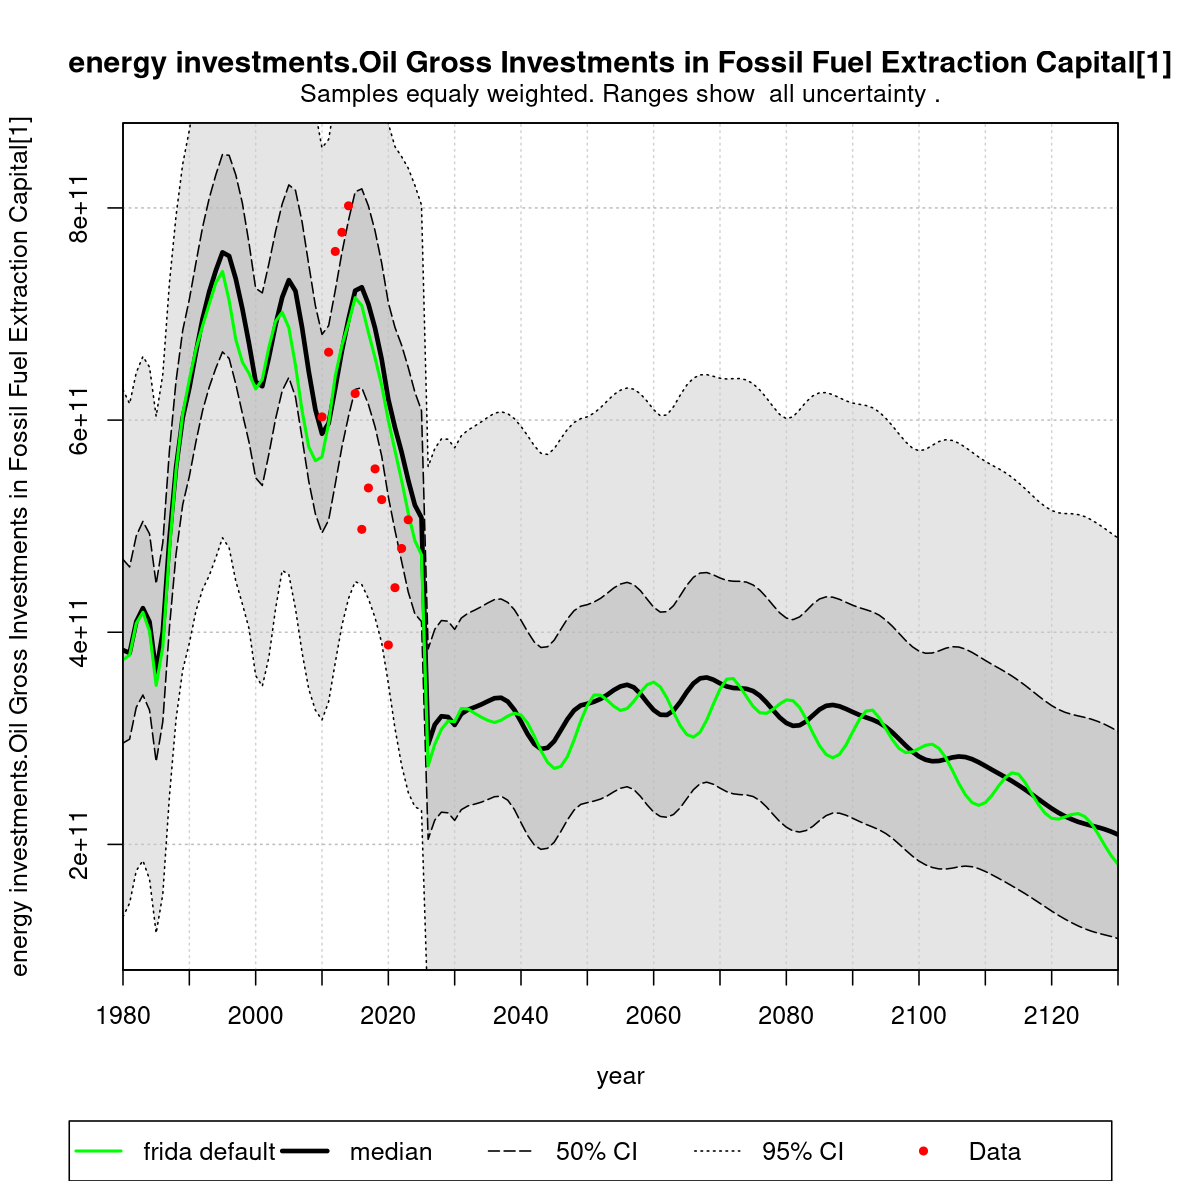 energy investments.Oil Gross Investments in Fossil Fuel Extraction Capital[1]
Samples equaly weighted. Ranges show  all uncertainty .
energy investments.Oil Gross Investments in Fossil Fuel Extraction Capital[1]
8e+11
6e+11
4e+11
2e+11
1980 2000 2020 2040 2060 2080 2100 2120
year
frida default median 50% CI 95% CI Data